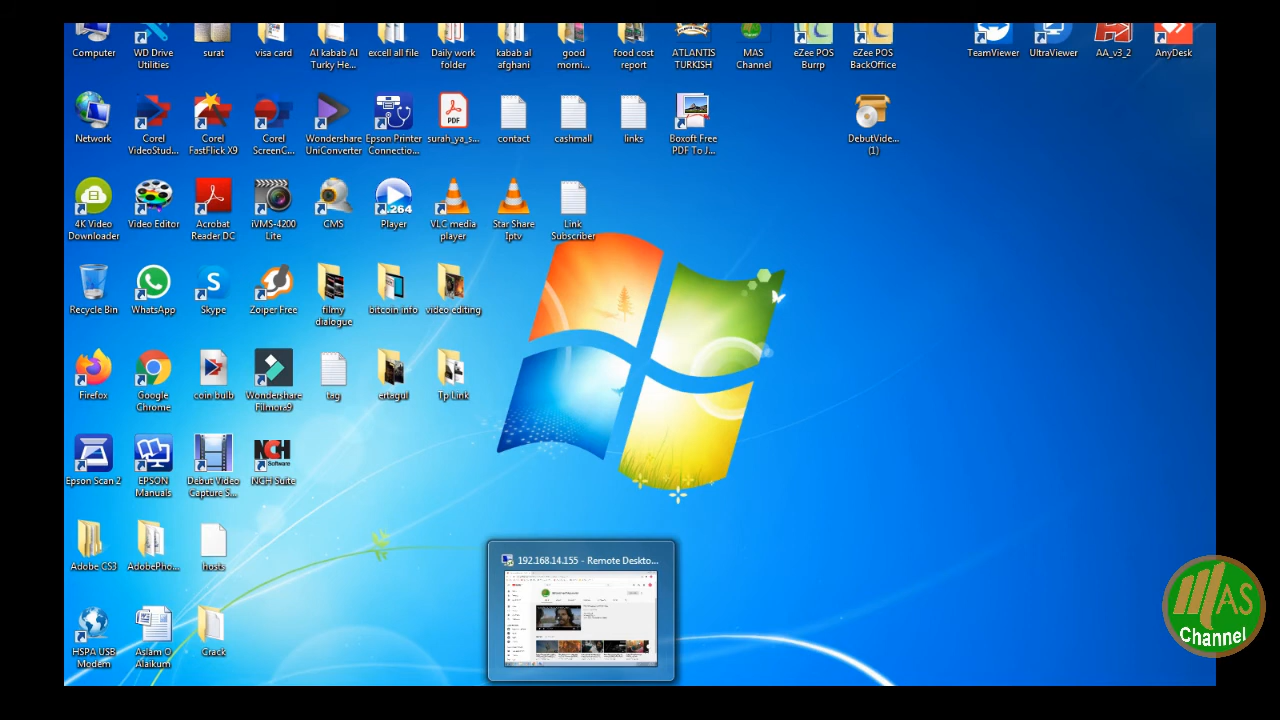 Computer
WD Drive
Utilities
surat
visa card
Al kabab Al
Turky He...
excell all file
Daily work
folder
kabab al
afghani
good
morni...
food cost
report
ATLANTIS
TURKISH
MAS
Channel
eZee POS
Burrp
eZee POS
BackOffice
TeamViewer
UltraViewer
AA_v3_2
AnyDesk
Network
Corel
VideoStud...
Corel
FastFlick X9
Corel
ScreenC...
Wondershare
UniConverter
Epson Printer
Connectio...
PDF
surah_ya_s...
contact
cashmall
links
Boxoft Free
PDF To J...
DebutVide...
(1)
4K Video
Downloader
Video Editor
Acrobat
Reader DC
iVMS-4200
Lite
CMS
.264
Player
VLC media
player
Star Share
Iptv
Link
Subscriber
Recycle Bin
WhatsApp
Skype
Zoiper Free
filmy
dialogue
bitcoin info
video editing
Firefox
Google
Chrome
coin bulb
Wondershare
Filmora9
tag
ertagul
Tp Link
Epson Scan 2
EPSON
Manuals
Debut Video
Capture S...
NCH
Software
NCH Suite
Adobe CS3
AdobePho...
hosts
192.168.14.155 - Remote Deskto...
HSPA USB
Modem
Aslam O
Alaikum
Crack
MAS
Channel